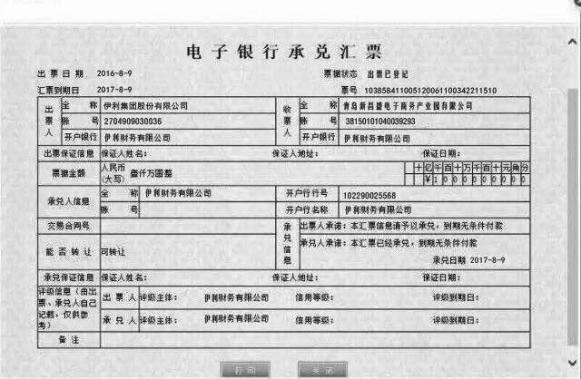 电子银行承兑汇票
出票日期 2016-8-9 票据状态 出票已登记
汇票到期日 2017-8-9 票号 103858411005120061100342211510
出票人 全称 伊利集团股份有限公司 收票人 全称 青岛新昌盛电子商务产业园有限公司
账号 2704909030036 账号 38150101040039293
开户银行 伊利财务有限公司 开户银行 伊利财务有限公司
出票保证信息 保证人姓名: 保证人地址: 保证日期:
票据金额 人民币(大写) 壹仟万圆整 十亿千百十万千百十元角分
¥1000000000
承兑人信息 全称 伊利财务有限公司 开户行行号 102290025568
账号 开户行名称 伊利财务有限公司
交易合同号 承兑信息 出票人承诺:本汇票信息请予以承兑,到期无条件付款
能否转让 可转让 承兑人承诺:本汇票已经承兑,到期无条件付款
承兑日期 2017-8-9
承兑保证信息 保证人姓名: 保证人地址: 保证日期:
评级信息(由出票、承兑人自己记载,仅供参考) 出票人 评级主体: 伊利财务有限公司 信用等级: 评级到期日:
承兑人 评级主体: 伊利财务有限公司 信用等级: 评级到期日:
备注
打印 关闭